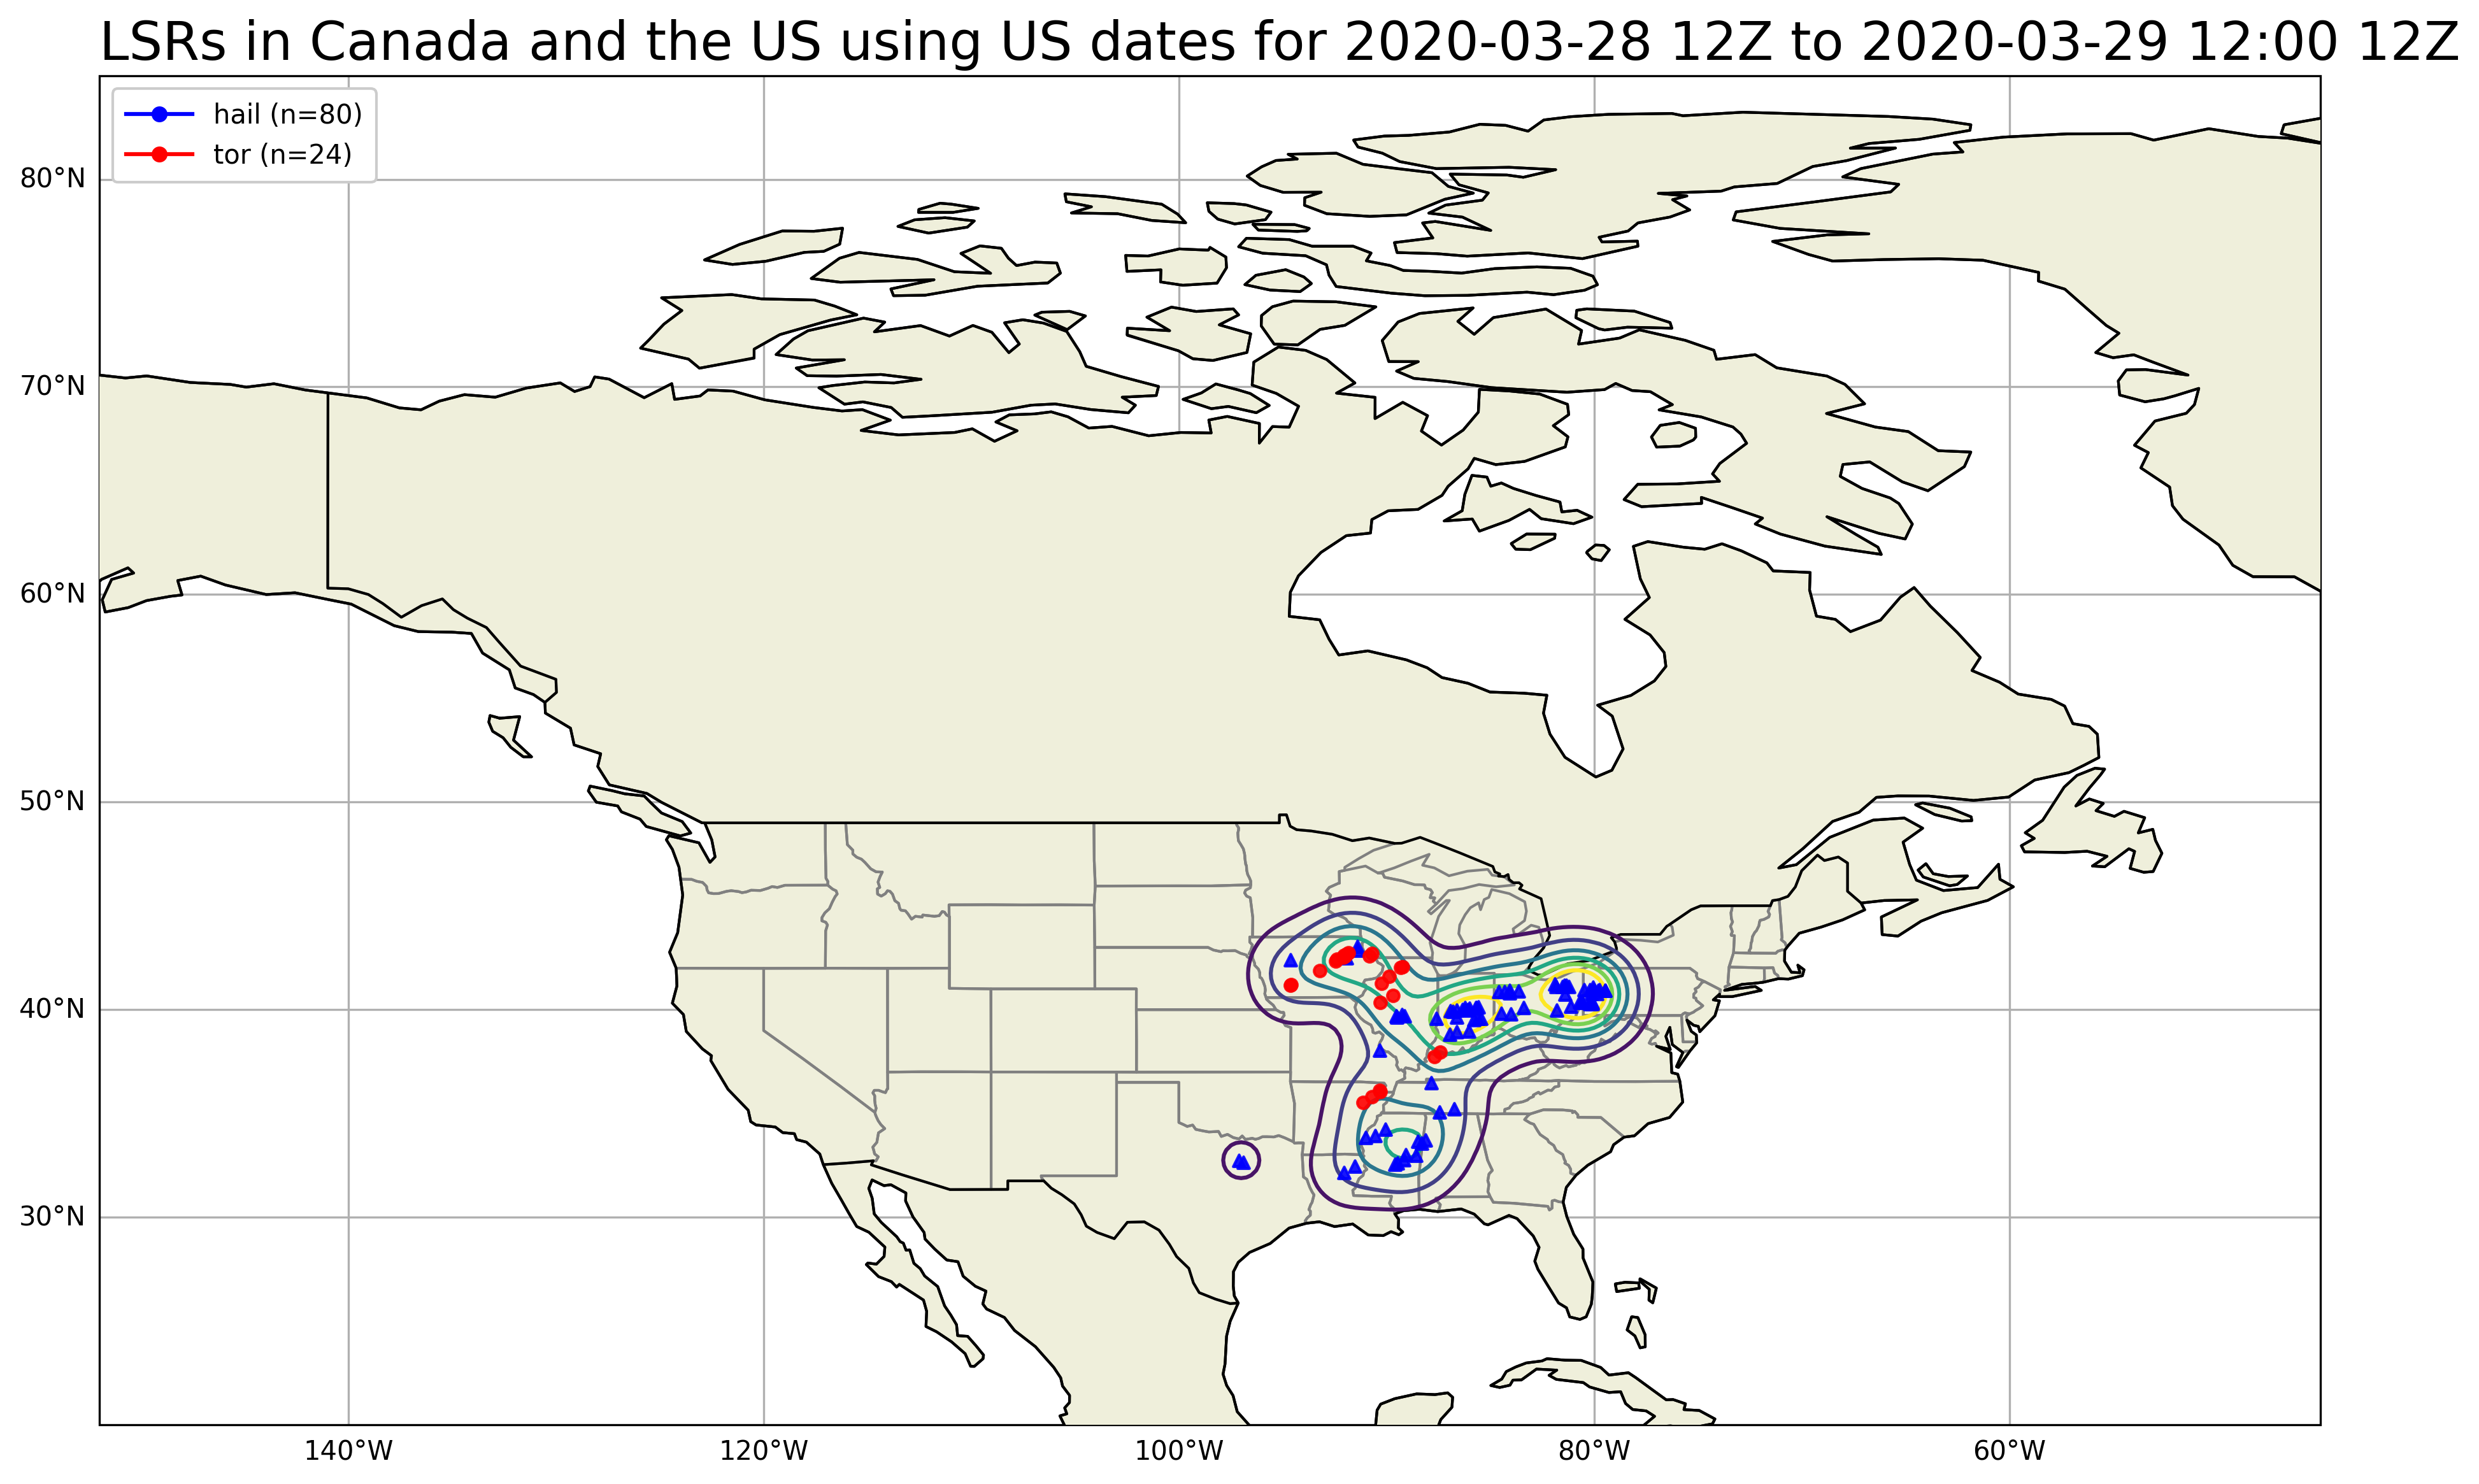 LSRs in Canada and the US using US dates for 2020-03-28 12Z to 2020-03-29 12:00 12Z
hail (n=80)
tor (n=24)
80°N
70°N
60°N
50°N
40°N
30°N
140°W
120°W
100°W
80°W
60°W